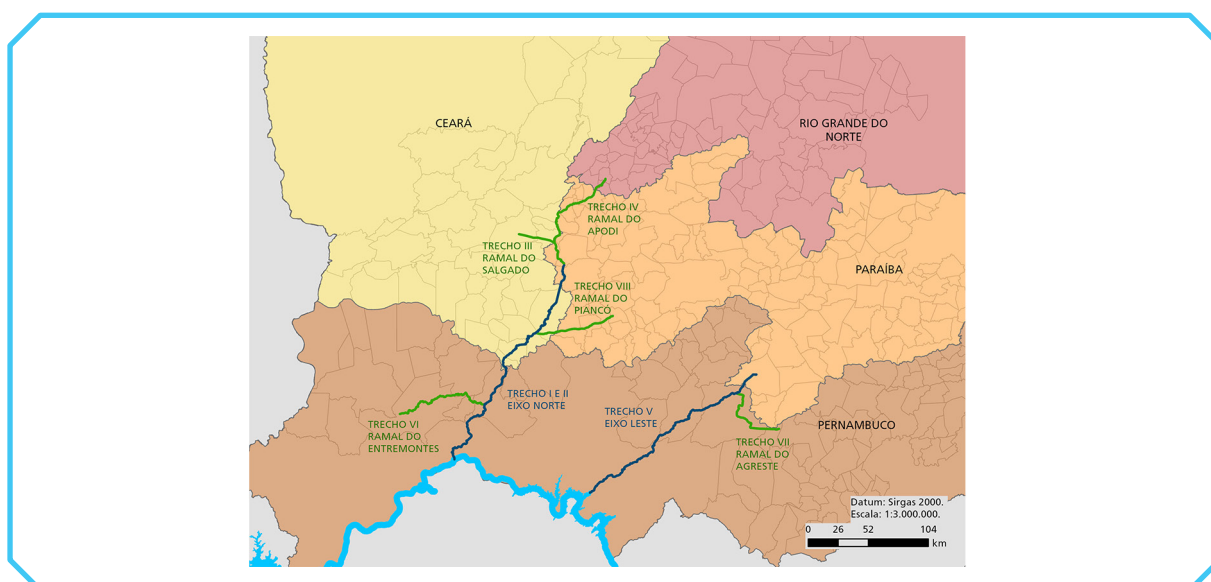 CEARÁ
RIO GRANDE DO
NORTE
TRECHO IV
RAMAL DO
APODI
TRECHO III
RAMAL DO
SALGADO
PARAÍBA
TRECHO VIII
RAMAL DO
PIANCÓ
TRECHO I E II
EIXO NORTE
TRECHO V
EIXO LESTE
TRECHO VI
RAMAL DO
ENTREMONTES
PERNAMBUCO
TRECHO VII
RAMAL DO
AGRESTE
Datum: Sirgas 2000.
Escala: 1:3.000.000.
0 26 52 104
km